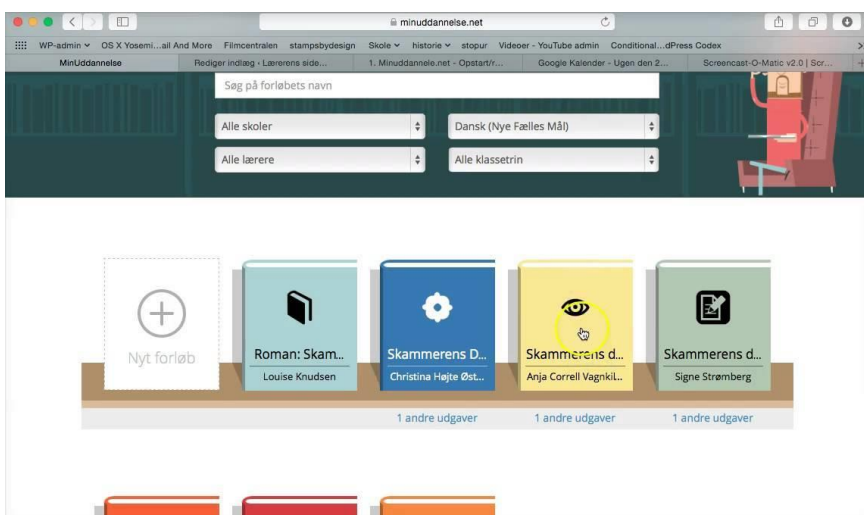 minuddannelse.net
WP-admin OS X Yosemi...ail And More Filmcentralen stampsbydesign Skole historie stopur Videoer - YouTube admin Conditional...dPress Codex
MinUddannelse Rediger indlæg ‹ Lærerens side... 1. Minuddannele.net - Opstart/r... Google Kalender - Ugen den 2... Screencast-O-Matic v2.0 | Scr...
Søg på forløbets navn
Alle skoler Dansk (Nye Fælles Mål)
Alle lærere Alle klassetrin
Nyt forløb Roman: Skam... Skammerens D... Skammerens d... Skammerens d...
Louise Knudsen Christina Højte Øst... Anja Correll Vagnkil... Signe Strømberg
1 andre udgaver 1 andre udgaver 1 andre udgaver